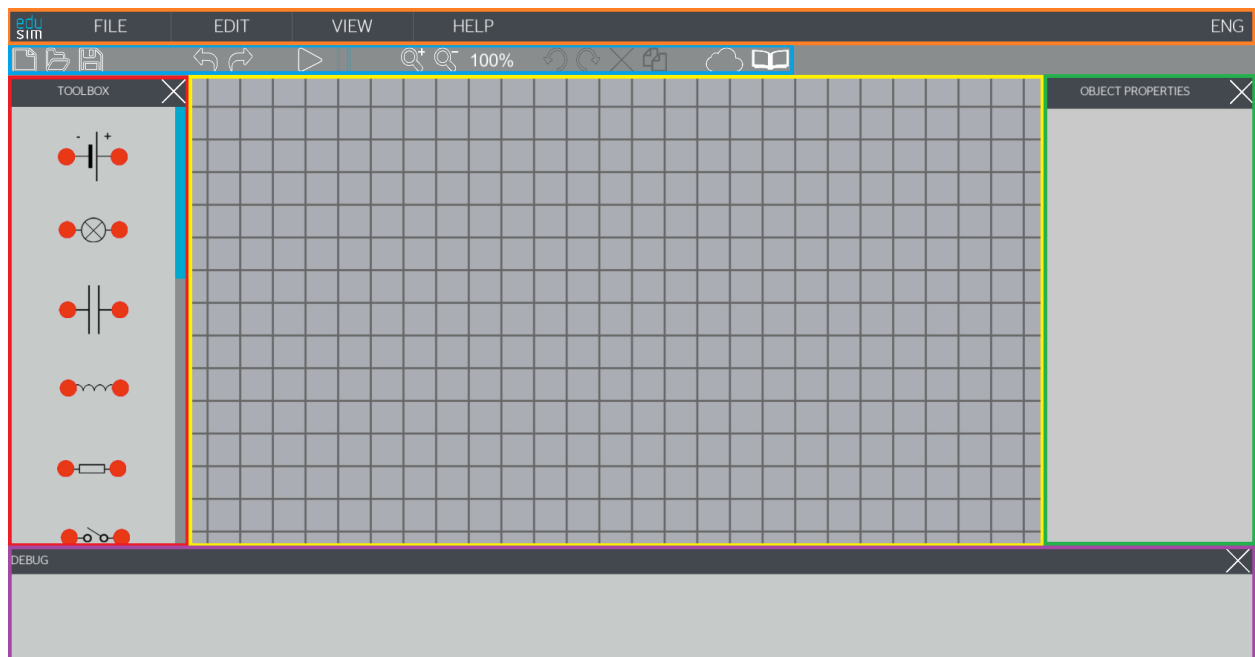 edu
sim
FILE EDIT VIEW HELP ENG
100%
TOOLBOX
OBJECT PROPERTIES
- +
DEBUG